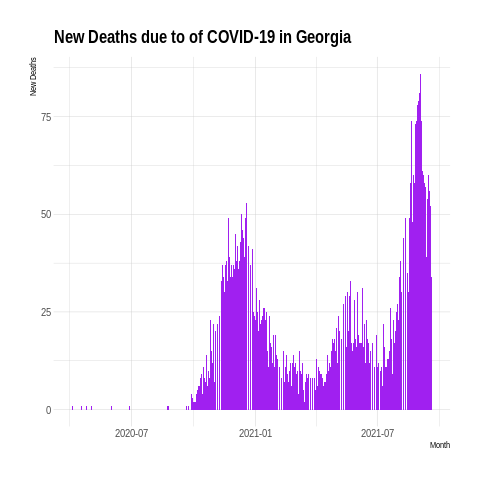 New Deaths due to of COVID-19 in Georgia
New Deaths
75
50
25
0
2020-07
2021-01
2021-07
Month